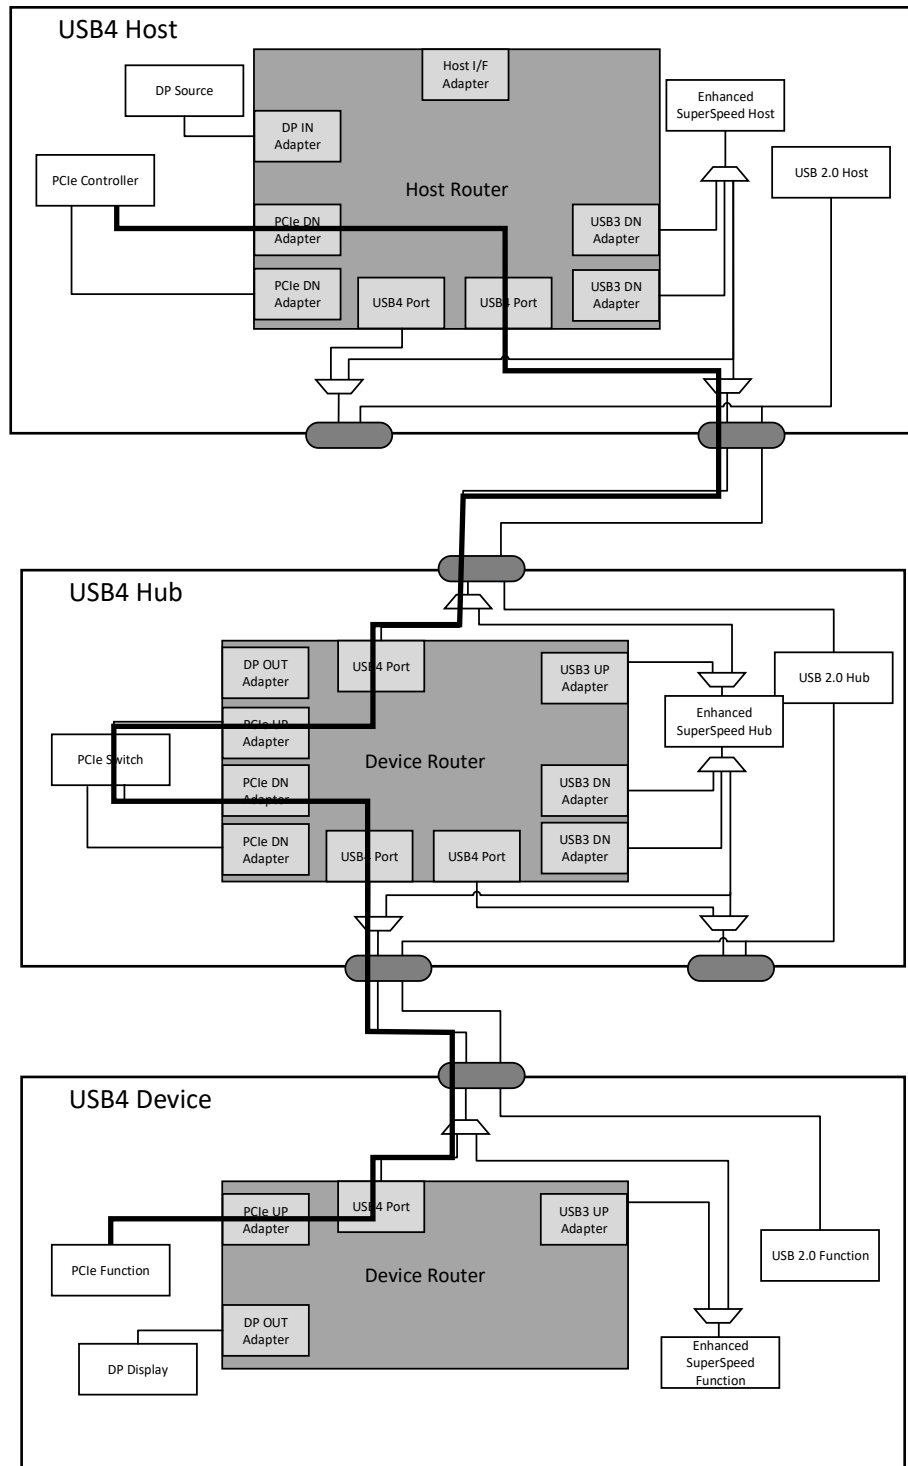 USB4 Host
Host I/F
Adapter
DP Source
Enhanced
SuperSpeed Host
DP IN
Adapter
PCIe Controller
Host Router
USB 2.0 Host
PCIe DN
Adapter
USB3 DN
Adapter
PCIe DN
Adapter
USB4 Port
USB4 Port
USB3 DN
Adapter
USB4 Hub
DP OUT
Adapter
USB4 Port
USB3 UP
Adapter
USB 2.0 Hub
PCIe UP
Adapter
Enhanced
SuperSpeed Hub
PCIe Switch
Device Router
PCIe DN
Adapter
USB3 DN
Adapter
PCIe DN
Adapter
USB4 Port
USB4 Port
USB3 DN
Adapter
USB4 Device
PCIe UP
Adapter
USB4 Port
USB3 UP
Adapter
PCIe Function
Device Router
USB 2.0 Function
DP OUT
Adapter
DP Display
Enhanced
SuperSpeed
Function